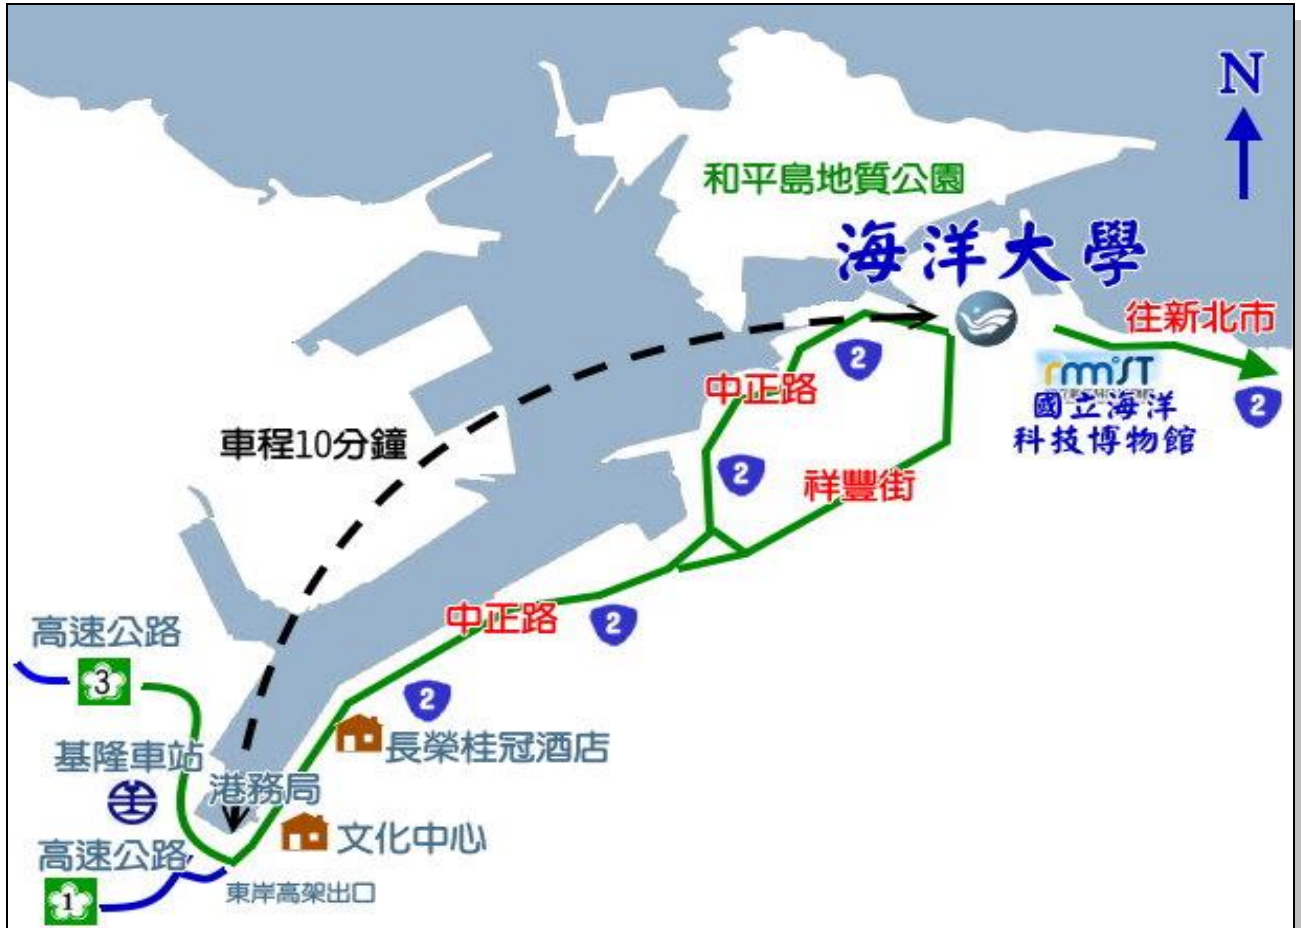 N
和平島地質公園
海洋大學
往新北市
2
中正路
2
國立海洋
科技博物館
車程10分鐘
2
祥豐街
中正路
2
高速公路
3
2
長榮桂冠酒店
基隆車站
港務局
文化中心
高速公路
1
東岸高架出口